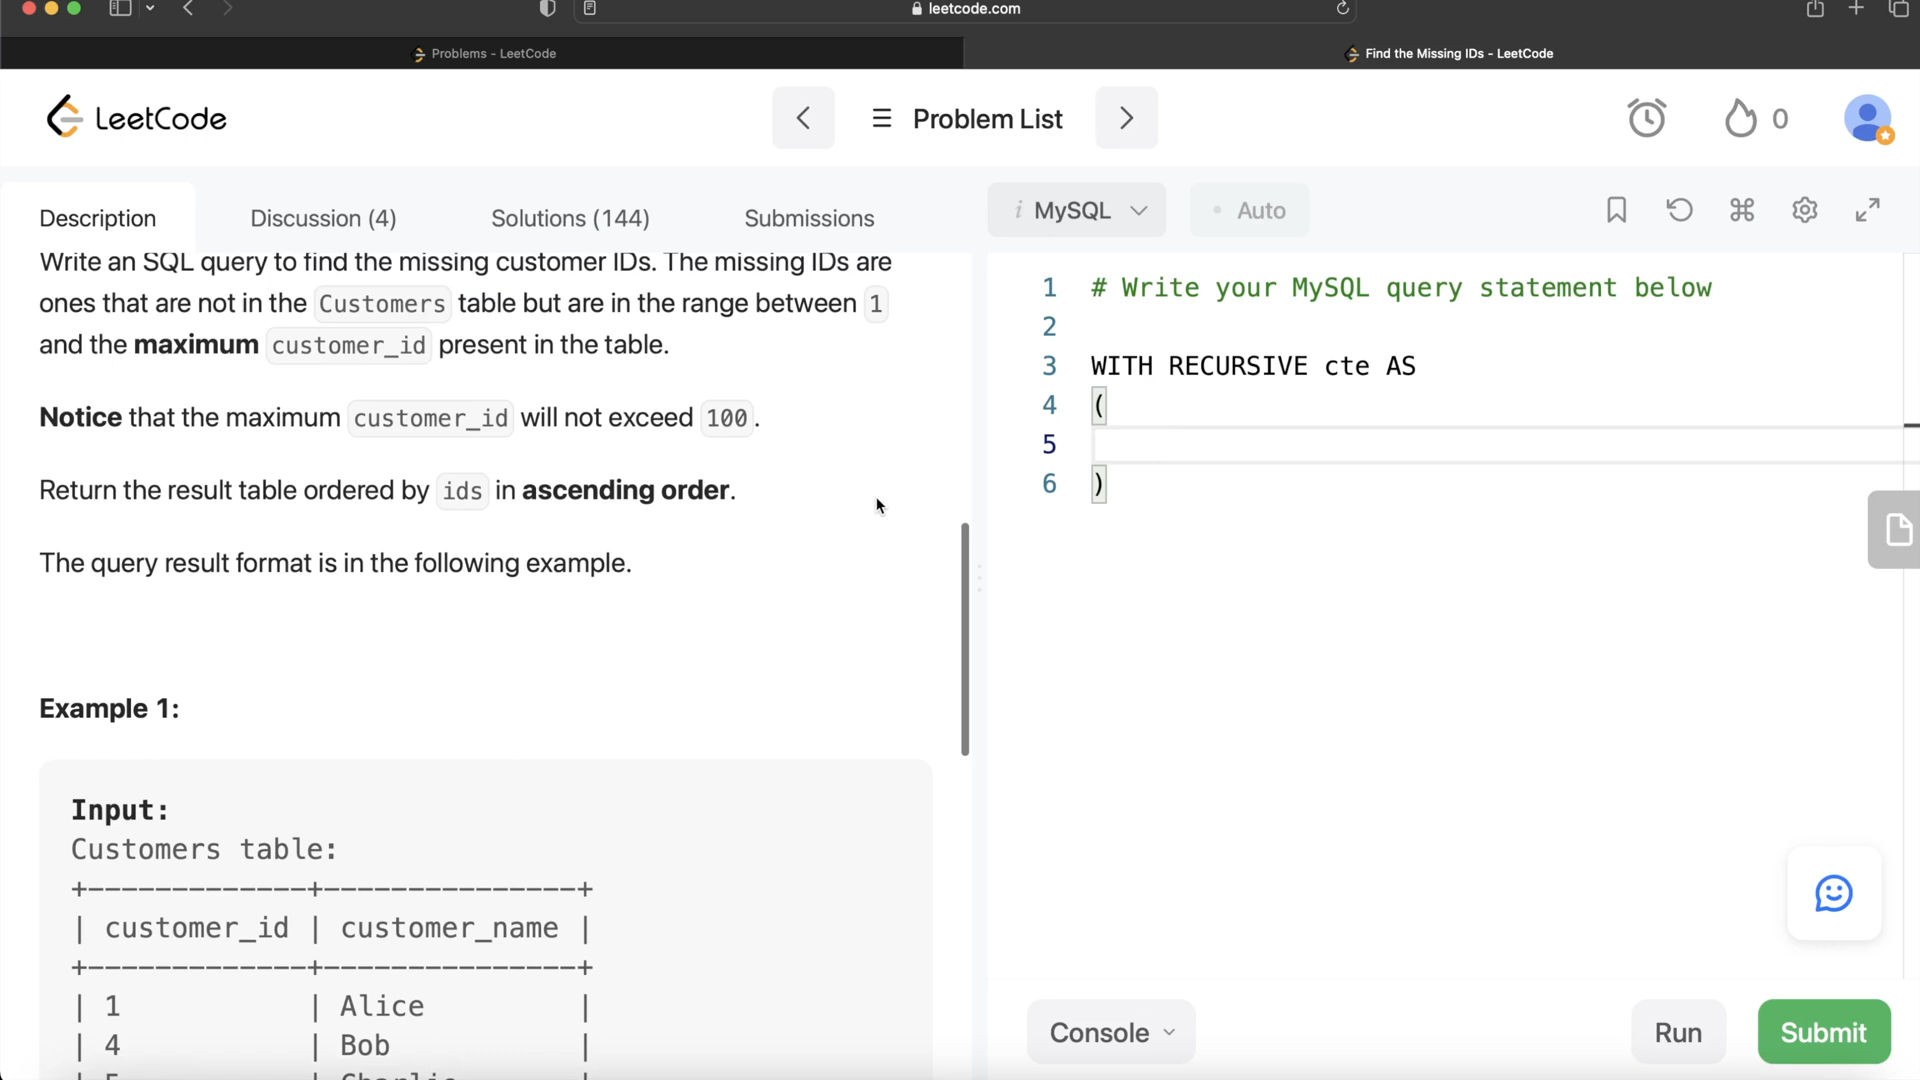 leetcode.com
Problems - LeetCode
Find the Missing IDs - LeetCode
LeetCode
Problem List
0
Description
Discussion (4)
Solutions (144)
Submissions
i MySQL
Auto
Write an SQL query to find the missing customer IDs. The missing IDs are
ones that are not in the Customers table but are in the range between 1
and the maximum customer_id present in the table.
Notice that the maximum customer_id will not exceed 100.
Return the result table ordered by ids in ascending order.
The query result format is in the following example.
Example 1:
Input:
Customers table:
+-------------+---------------+
| customer_id | customer_name |
+-------------+---------------+
| 1 | Alice |
| 4 | Bob |
1 # Write your MySQL query statement below
2
3 WITH RECURSIVE cte AS
4 (
5
6 )
Console
Run
Submit